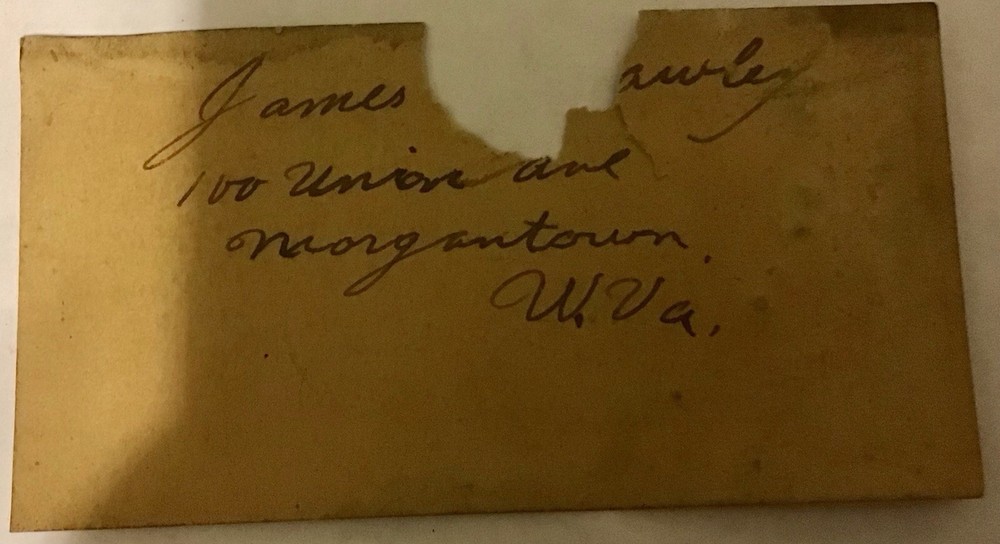 James awley
100 Union ave
Morgantown.
W.Va.